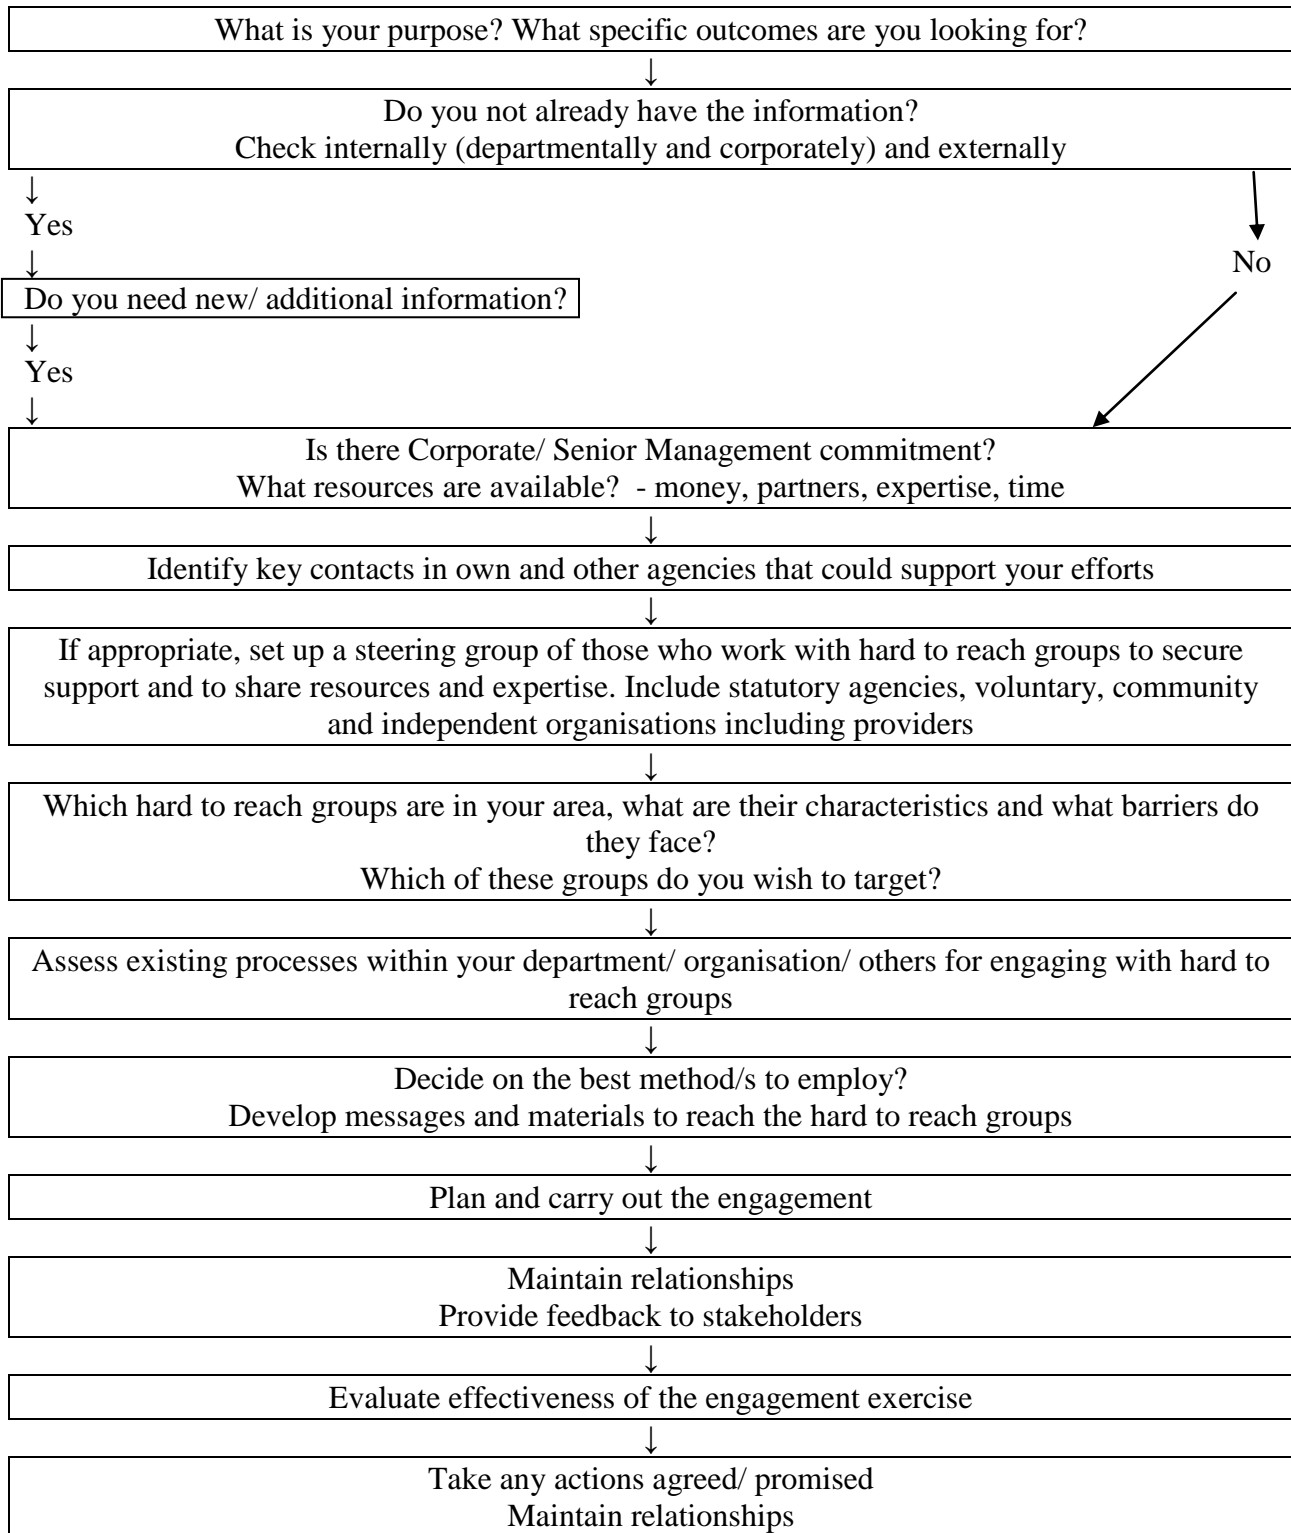 What is your purpose? What specific outcomes are you looking for?
↓
Do you not already have the information?
Check internally (departmentally and corporately) and externally
↓
Yes
↓
No
Do you need new/ additional information?
↓
Yes
↓
Is there Corporate/ Senior Management commitment?
What resources are available?  - money, partners, expertise, time
↓
Identify key contacts in own and other agencies that could support your efforts
↓
If appropriate, set up a steering group of those who work with hard to reach groups to secure
support and to share resources and expertise. Include statutory agencies, voluntary, community
and independent organisations including providers
↓
Which hard to reach groups are in your area, what are their characteristics and what barriers do
they face?
Which of these groups do you wish to target?
↓
Assess existing processes within your department/ organisation/ others for engaging with hard to
reach groups
↓
Decide on the best method/s to employ?
Develop messages and materials to reach the hard to reach groups
↓
Plan and carry out the engagement
↓
Maintain relationships
Provide feedback to stakeholders
↓
Evaluate effectiveness of the engagement exercise
↓
Take any actions agreed/ promised
Maintain relationships